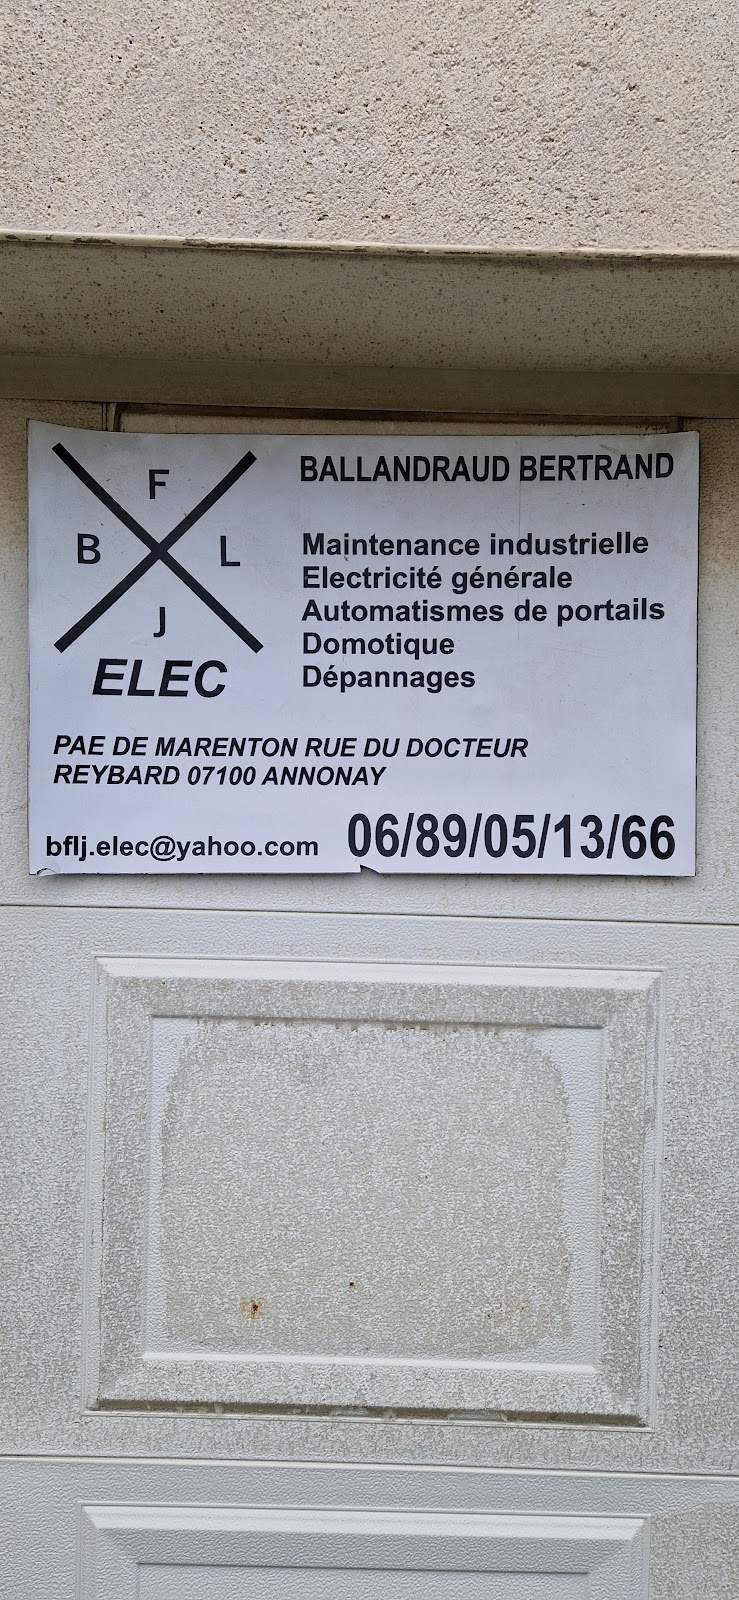 F
B L
J
ELEC
BALLANDRAUD BERTRAND
Maintenance industrielle
Electricité générale
Automatismes de portails
Domotique
Dépannages
PAE DE MARENTON RUE DU DOCTEUR
REYBARD 07100 ANNONAY
bflj.elec@yahoo.com 06/89/05/13/66